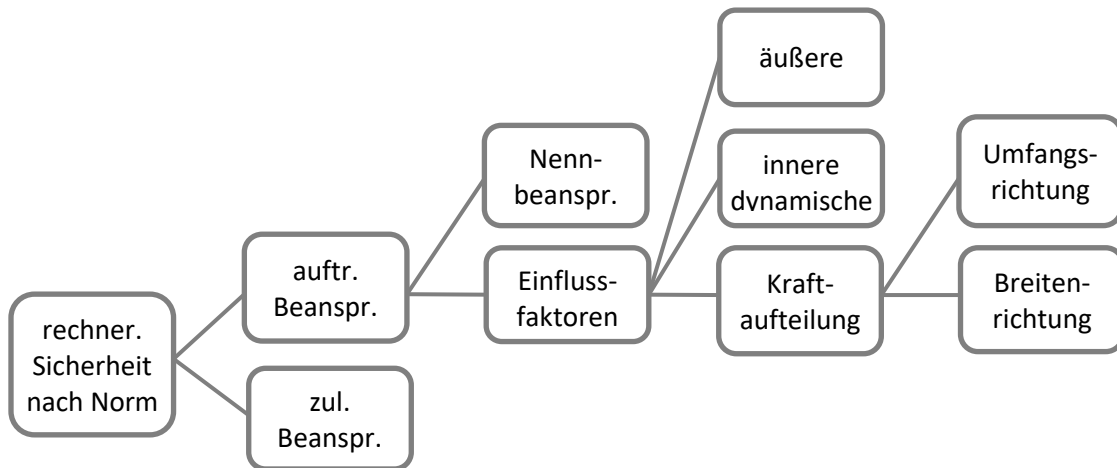 äußere
Nenn-
beanspr.
innere
dynamische
Umfangs-
richtung
auftr.
Beanspr.
Einfluss-
faktoren
Kraft-
aufteilung
Breiten-
richtung
rechner.
Sicherheit
nach Norm
zul.
Beanspr.